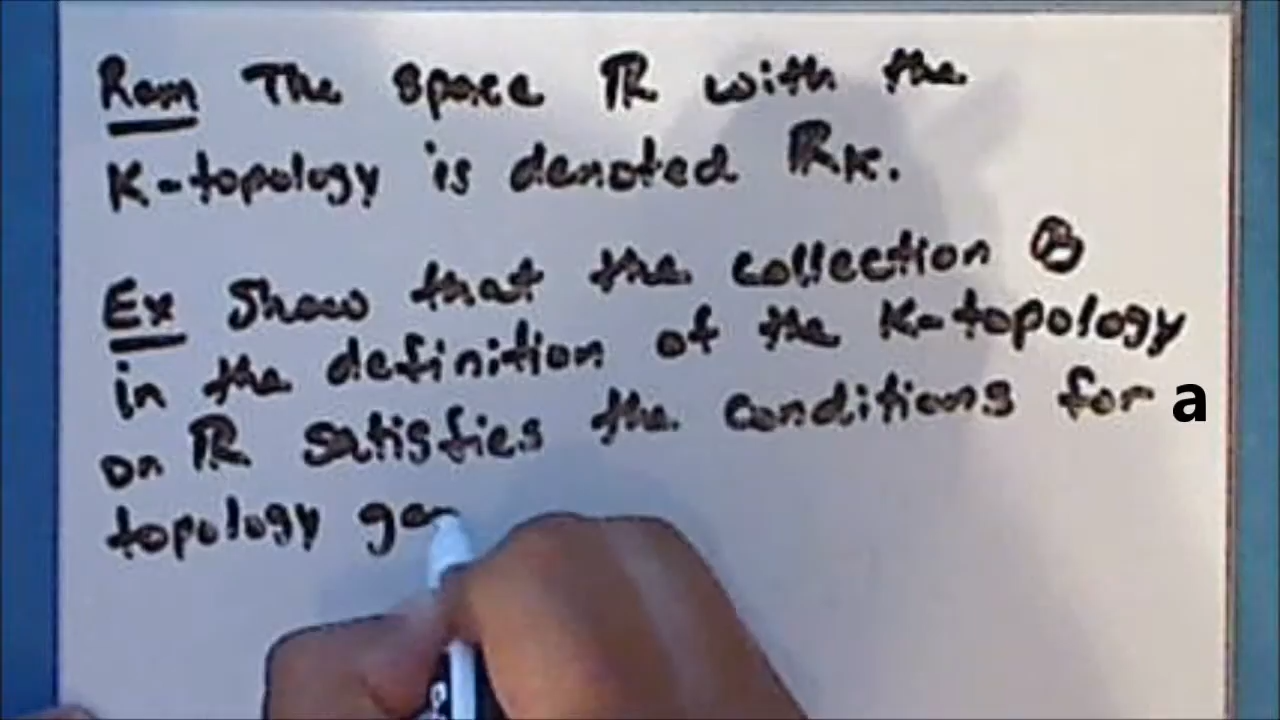 Rem The space ℝ with the
K-topology is denoted ℝK.
Ex Show that the collection ℬ
in the definition of the K-topology
on ℝ satisfies the conditions for a
topology gen